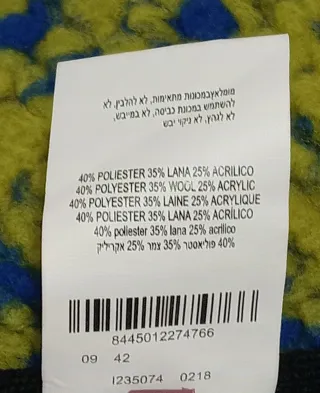 מומלץ במכונות מתאימות, לא להלבין, לא
להשתמש במכונת כביסה, לא במייבש,
לא לגהץ, לא ניקוי יבש
40% POLIESTER 35% LANA 25% ACRILICO
40% POLYESTER 35% WOOL 25% ACRYLIC
40% POLYESTER 35% LAINE 25% ACRYLIQUE
40% POLIESTER 35% LANA 25% ACRÍLICO
40% poliester 35% lana 25% acrilico
40% פוליאסטר 35% צמר 25% אקריליק
8445012274766
09 42
I235074 0218